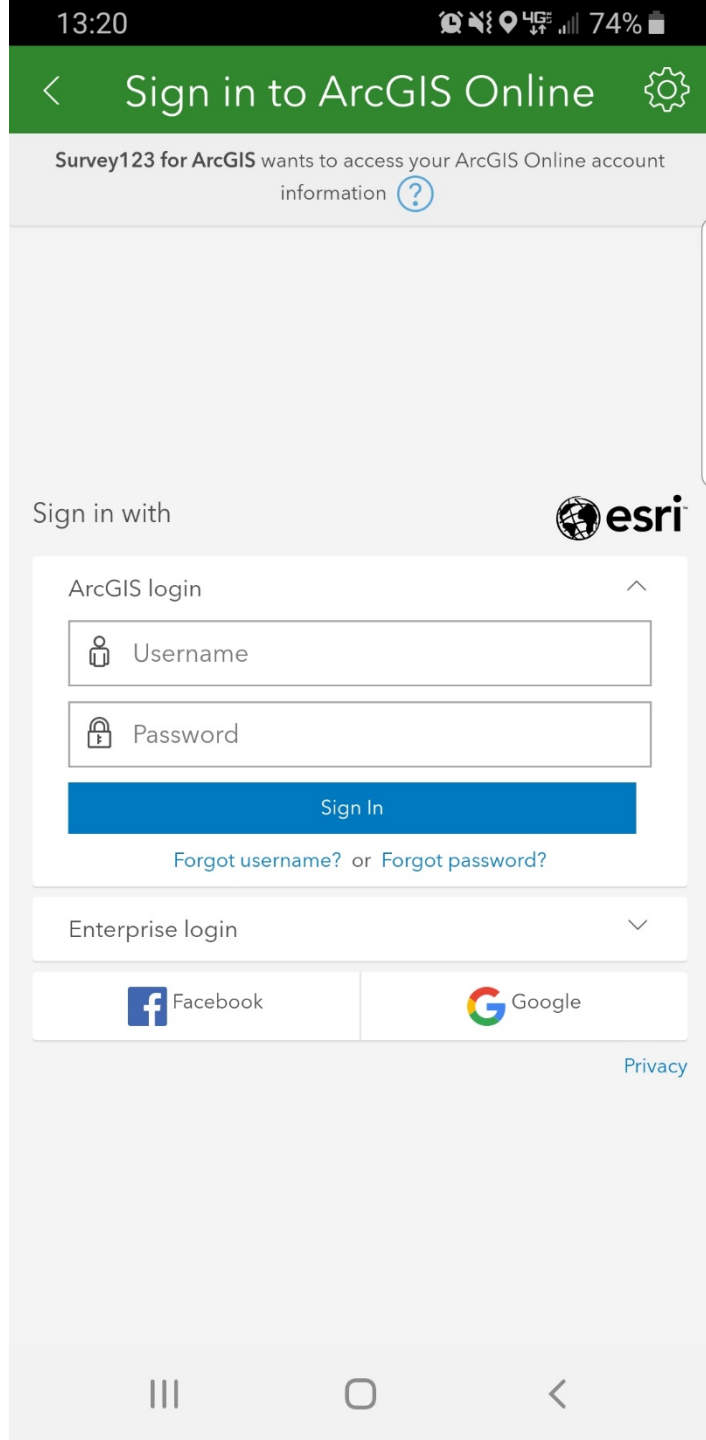 13:20 4G 74%
Sign in to ArcGIS Online
Survey123 for ArcGIS wants to access your ArcGIS Online account
information ?
Sign in with esri
ArcGIS login
Username
Password
Sign In
Forgot username? or Forgot password?
Enterprise login
Facebook Google
Privacy